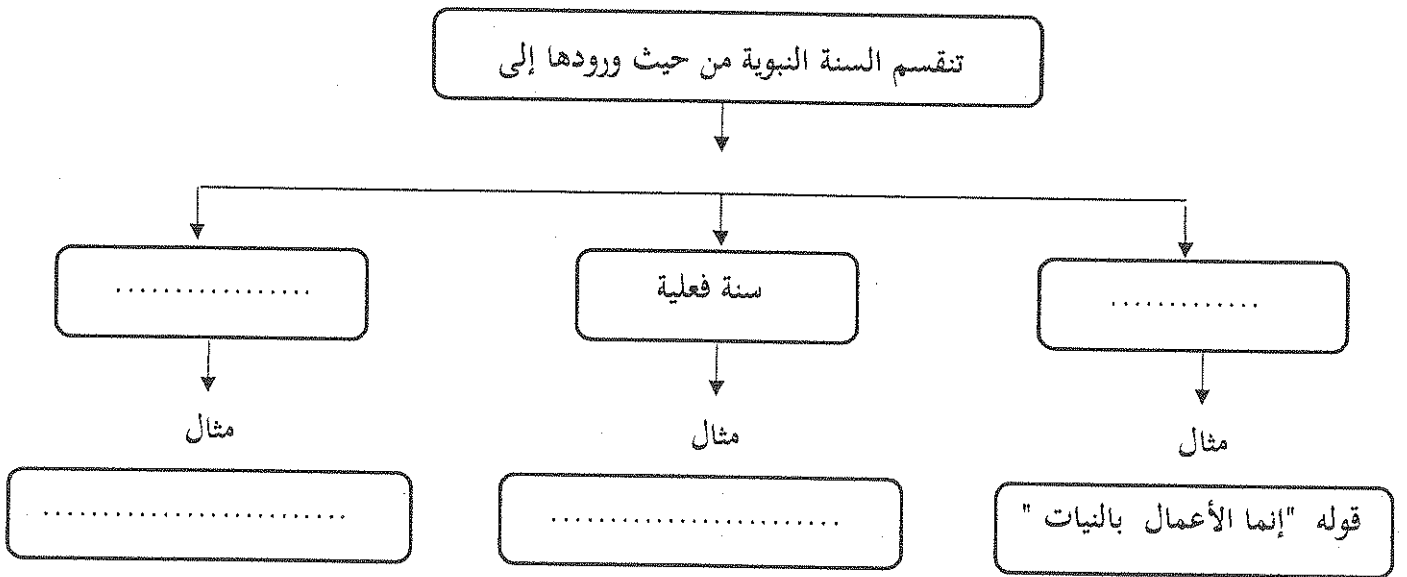 تنقسم السنة النبوية من حيث ورودها إلى
.............
سنة فعلية
.................
مثال
مثال
مثال
قوله "إنما الأعمال بالنيات "
.........................
..........................